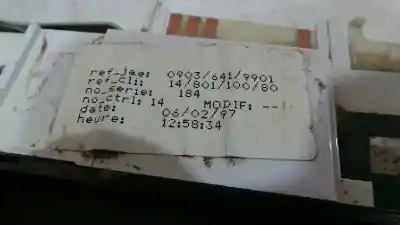 ref_jae: 0903/641/9901
ref_cli: 14/801/100/80
no_serie: 184
no_ctrl: 14 MODIF: --
date: 06/02/97
heure: 12:58:34